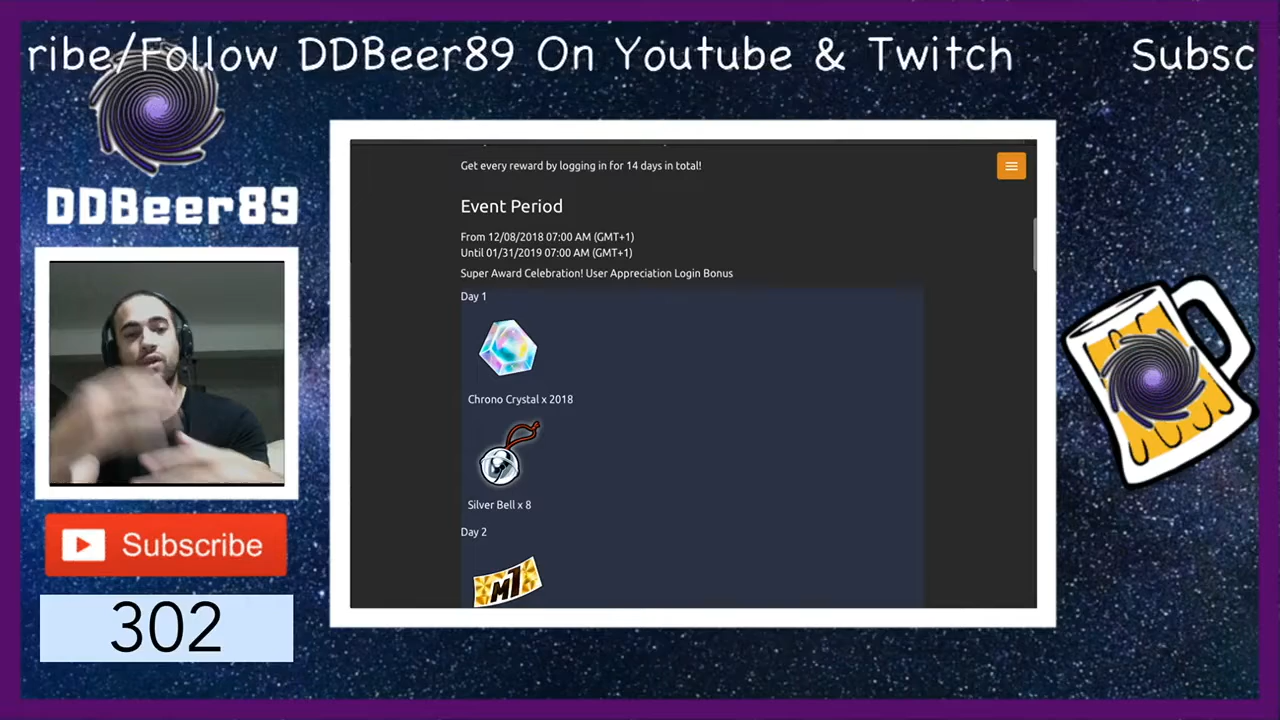 ribe/Follow DDBeer89 On Youtube & Twitch Subsc
DDBeer89
Subscribe
302
Get every reward by logging in for 14 days in total!
Event Period
From 12/08/2018 07:00 AM (GMT+1)
Until 01/31/2019 07:00 AM (GMT+1)
Super Award Celebration! User Appreciation Login Bonus
Day 1
Chrono Crystal x 2018
Silver Bell x 8
Day 2